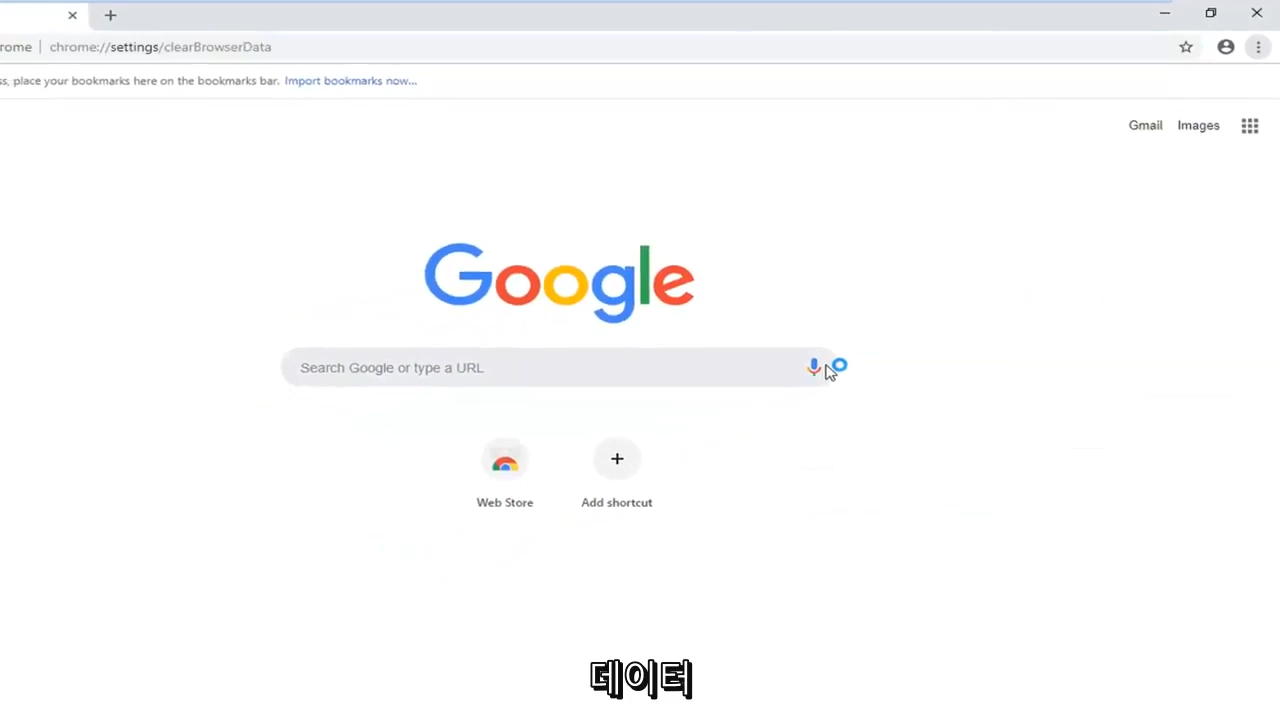 rome | chrome://settings/clearBrowserData
s, place your bookmarks here on the bookmarks bar. Import bookmarks now...
Gmail Images
Google
Search Google or type a URL
Web Store Add shortcut
데이터